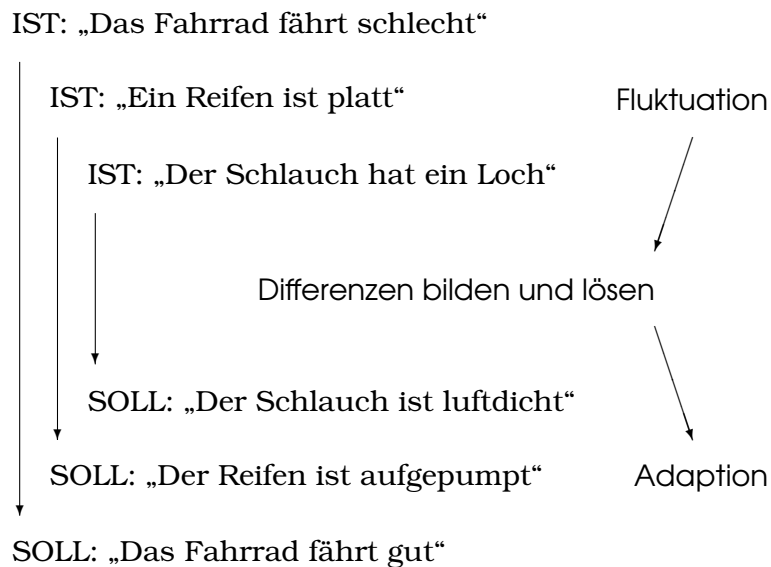 IST: „Das Fahrrad fährt schlecht“
IST: „Ein Reifen ist platt“ Fluktuation
IST: „Der Schlauch hat ein Loch“
Differenzen bilden und lösen
SOLL: „Der Schlauch ist luftdicht“
SOLL: „Der Reifen ist aufgepumpt“ Adaption
SOLL: „Das Fahrrad fährt gut“